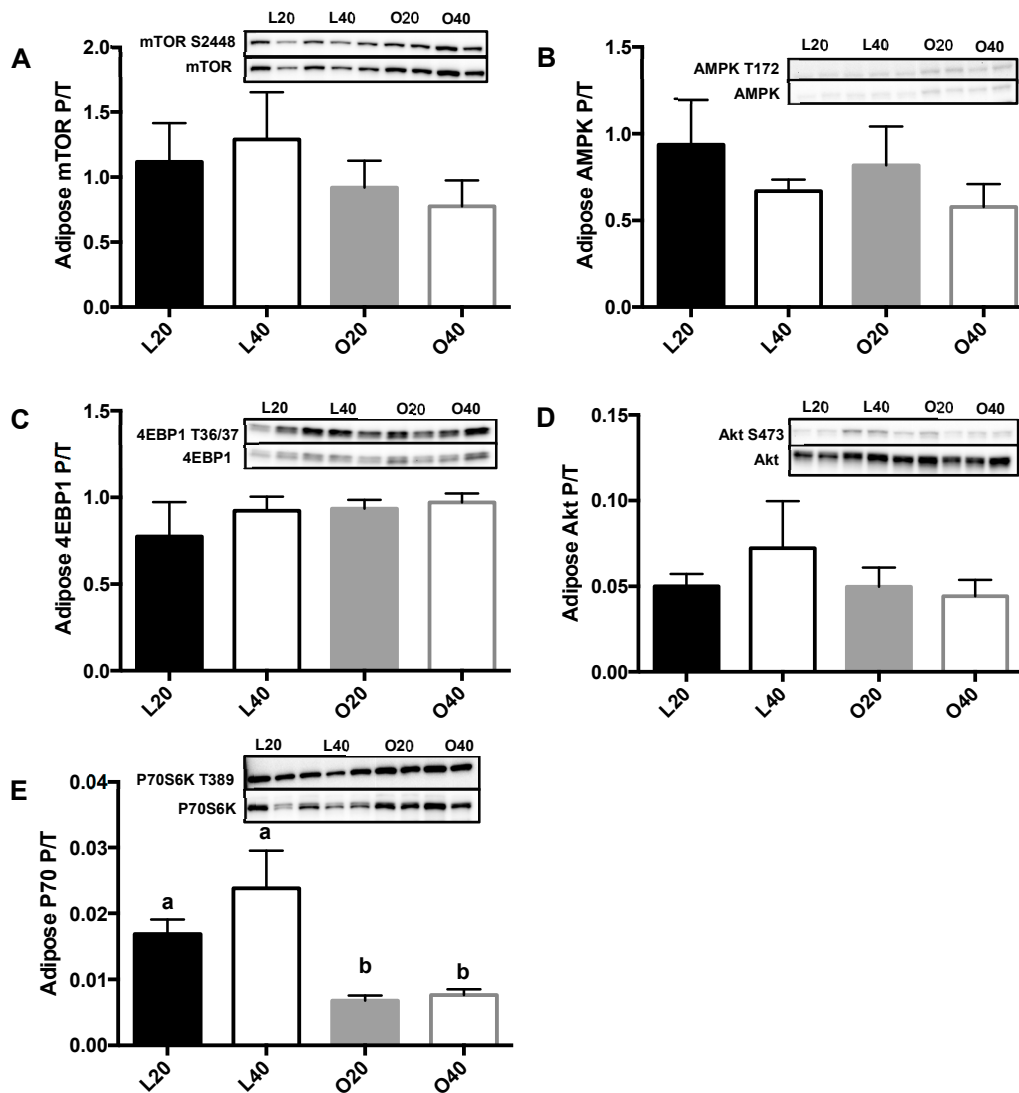 A
L20 L40 O20 O40
mTOR S2448
mTOR
Adipose mTOR P/T
2.0
1.5
1.0
0.5
0.0
L20 L40 O20 O40
B
L20 L40 O20 O40
AMPK T172
AMPK
Adipose AMPK P/T
1.5
1.0
0.5
0.0
L20 L40 O20 O40
C
L20 L40 O20 O40
4EBP1 T36/37
4EBP1
Adipose 4EBP1 P/T
1.5
1.0
0.5
0.0
L20 L40 O20 O40
D
L20 L40 O20 O40
Akt S473
Akt
Adipose Akt P/T
0.15
0.10
0.05
0.00
L20 L40 O20 O40
E
L20 L40 O20 O40
P70S6K T389
P70S6K
Adipose P70 P/T
0.04
0.03
0.02
0.01
0.00
a a b b
L20 L40 O20 O40